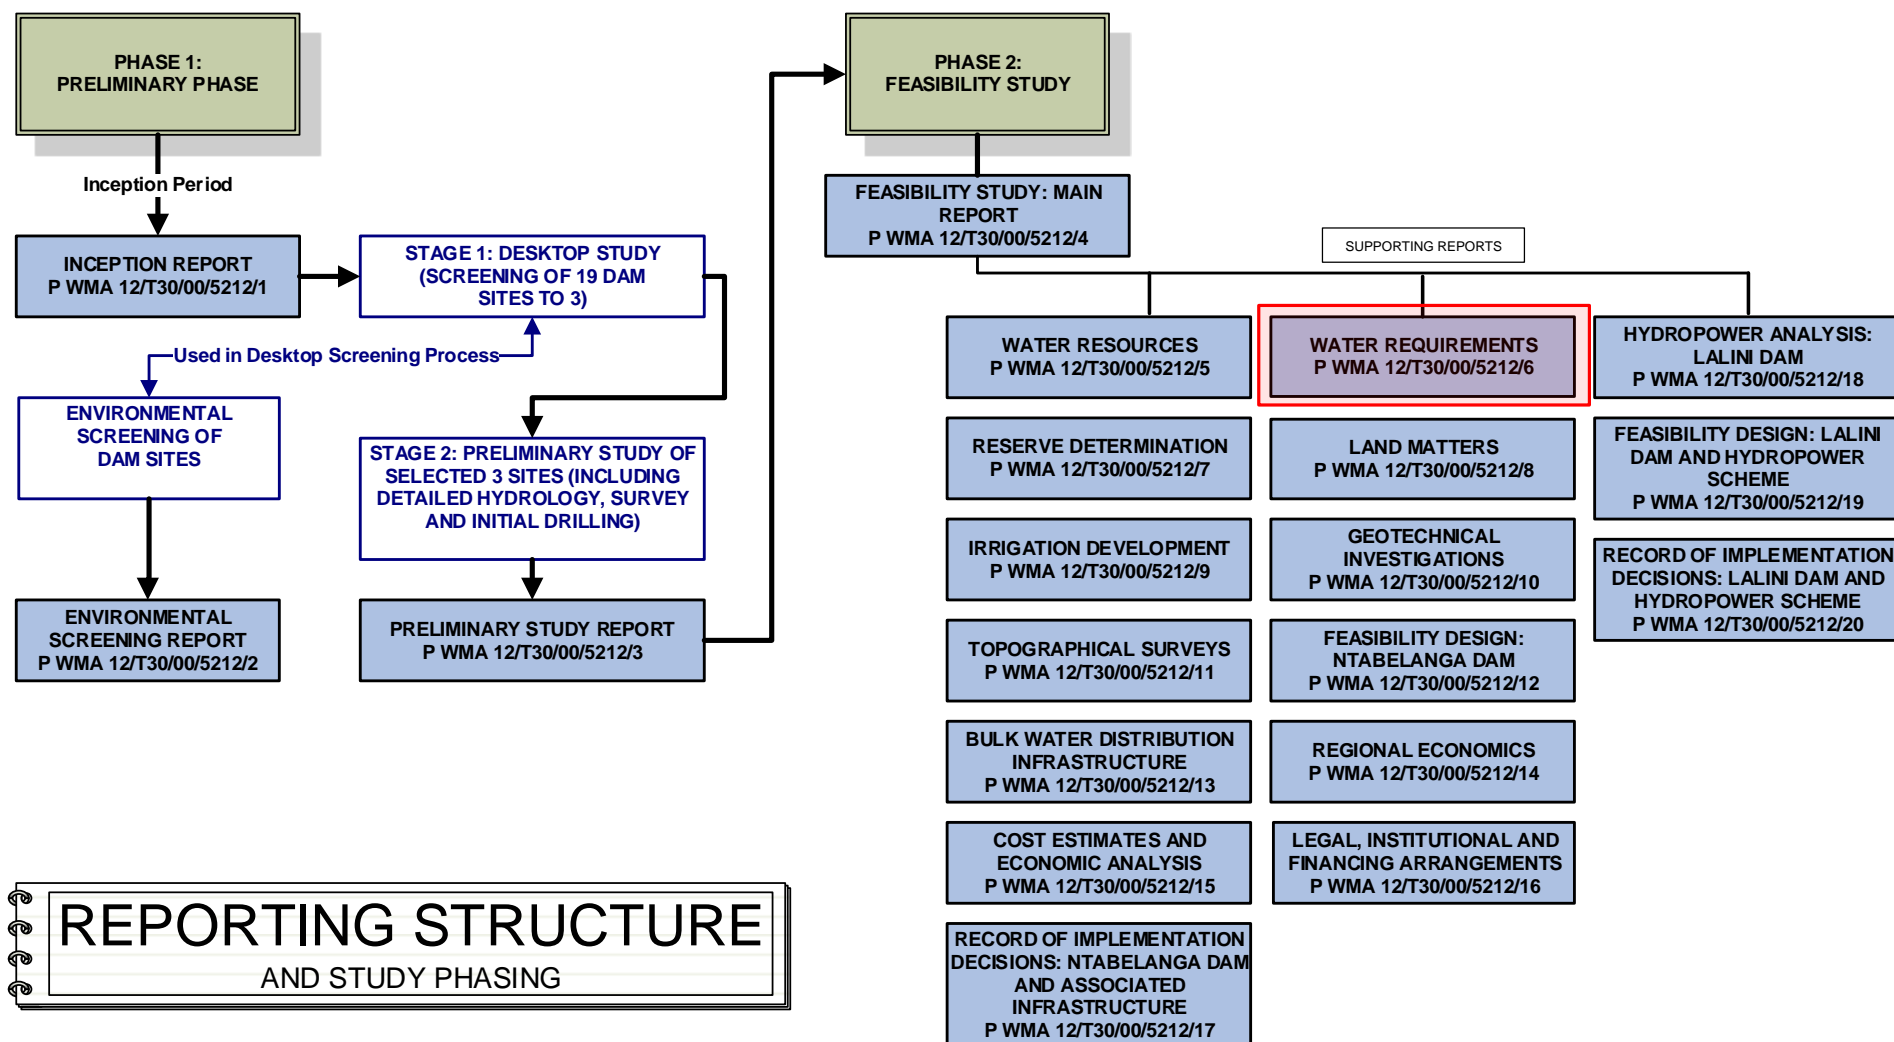 PHASE 1:
PRELIMINARY PHASE
Inception Period
INCEPTION REPORT
P WMA 12/T30/00/5212/1
STAGE 1: DESKTOP STUDY
(SCREENING OF 19 DAM
SITES TO 3)
Used in Desktop Screening Process
ENVIRONMENTAL
SCREENING OF
DAM SITES
STAGE 2: PRELIMINARY STUDY OF
SELECTED 3 SITES (INCLUDING
DETAILED HYDROLOGY, SURVEY
AND INITIAL DRILLING)
ENVIRONMENTAL
SCREENING REPORT
P WMA 12/T30/00/5212/2
PRELIMINARY STUDY REPORT
P WMA 12/T30/00/5212/3
PHASE 2:
FEASIBILITY STUDY
FEASIBILITY STUDY: MAIN
REPORT
P WMA 12/T30/00/5212/4
SUPPORTING REPORTS
WATER RESOURCES
P WMA 12/T30/00/5212/5
WATER REQUIREMENTS
P WMA 12/T30/00/5212/6
HYDROPOWER ANALYSIS:
LALINI DAM
P WMA 12/T30/00/5212/18
RESERVE DETERMINATION
P WMA 12/T30/00/5212/7
LAND MATTERS
P WMA 12/T30/00/5212/8
FEASIBILITY DESIGN: LALINI
DAM AND HYDROPOWER
SCHEME
P WMA 12/T30/00/5212/19
IRRIGATION DEVELOPMENT
P WMA 12/T30/00/5212/9
GEOTECHNICAL
INVESTIGATIONS
P WMA 12/T30/00/5212/10
RECORD OF IMPLEMENTATION
DECISIONS: LALINI DAM AND
HYDROPOWER SCHEME
P WMA 12/T30/00/5212/20
TOPOGRAPHICAL SURVEYS
P WMA 12/T30/00/5212/11
FEASIBILITY DESIGN:
NTABELANGA DAM
P WMA 12/T30/00/5212/12
BULK WATER DISTRIBUTION
INFRASTRUCTURE
P WMA 12/T30/00/5212/13
REGIONAL ECONOMICS
P WMA 12/T30/00/5212/14
COST ESTIMATES AND
ECONOMIC ANALYSIS
P WMA 12/T30/00/5212/15
LEGAL, INSTITUTIONAL AND
FINANCING ARRANGEMENTS
P WMA 12/T30/00/5212/16
RECORD OF IMPLEMENTATION
DECISIONS: NTABELANGA DAM
AND ASSOCIATED
INFRASTRUCTURE
P WMA 12/T30/00/5212/17
REPORTING STRUCTURE
AND STUDY PHASING